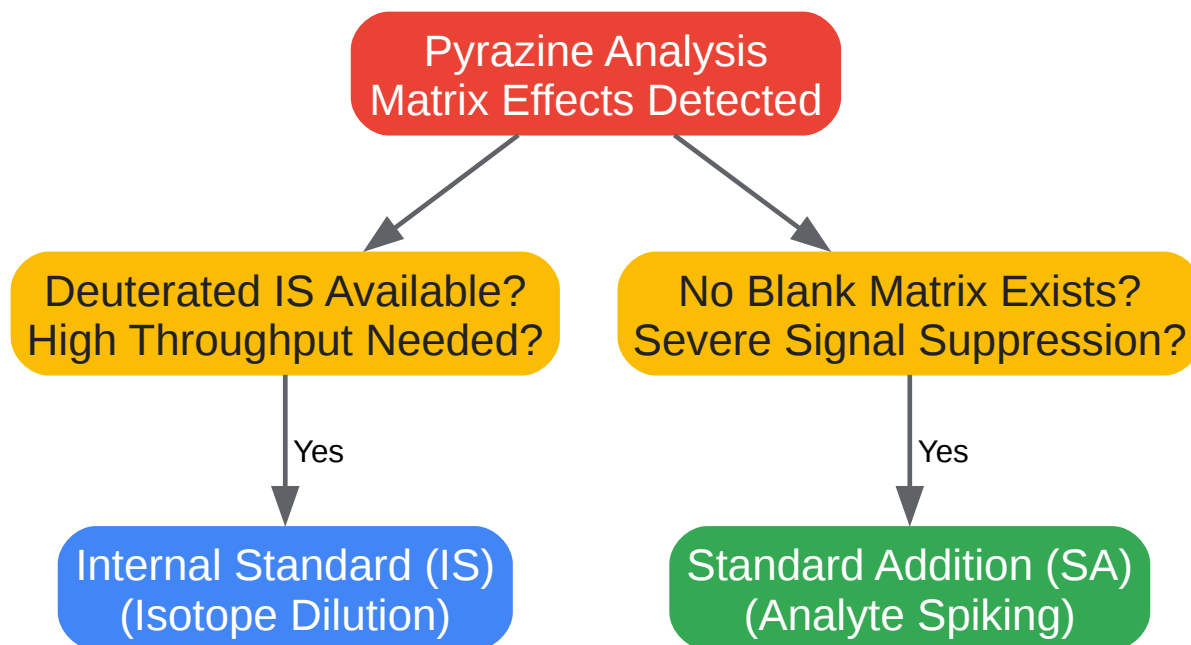 Pyrazine Analysis
Matrix Effects Detected
Deuterated IS Available?
High Throughput Needed?
No Blank Matrix Exists?
Severe Signal Suppression?
Yes
Yes
Internal Standard (IS)
(Isotope Dilution)
Standard Addition (SA)
(Analyte Spiking)